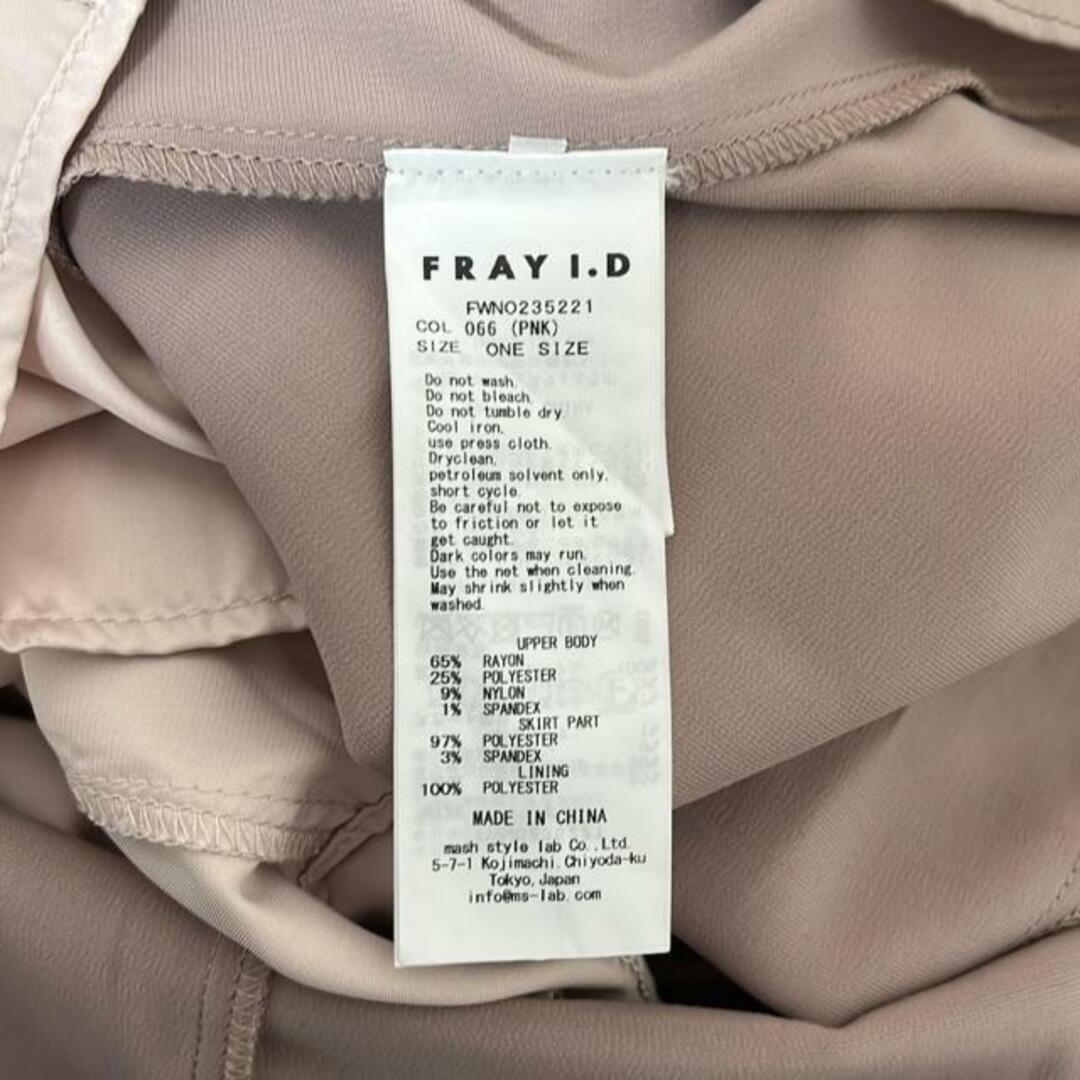 FRAY I.D
FWNO235221
COL 066 (PNK)
SIZE ONE SIZE
Do not wash.
Do not bleach.
Do not tumble dry.
Cool iron,
use press cloth.
Dryclean,
petroleum solvent only,
short cycle.
Be careful not to expose
to friction or let it
get caught.
Dark colors may run.
Use the net when cleaning.
May shrink slightly when
washed.
UPPER BODY
65% RAYON
25% POLYESTER
9% NYLON
1% SPANDEX
SKIRT PART
97% POLYESTER
3% SPANDEX
LINING
100% POLYESTER
MADE IN CHINA
mash style lab Co.,Ltd.
5-7-1 Kojimachi,Chiyoda-ku
Tokyo,Japan
info@ms-lab.com